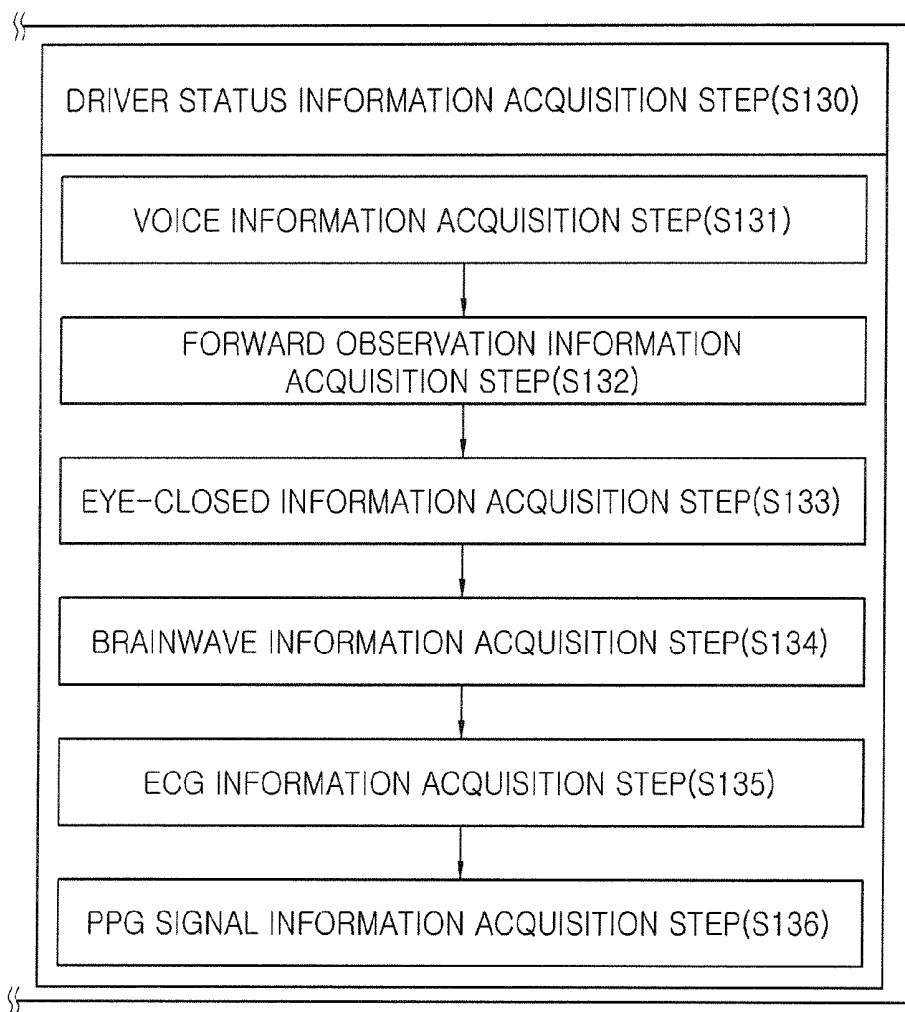 DRIVER STATUS INFORMATION ACQUISITION STEP(S130)
VOICE INFORMATION ACQUISITION STEP(S131)
FORWARD OBSERVATION INFORMATION
ACQUISITION STEP(S132)
EYE-CLOSED INFORMATION ACQUISITION STEP(S133)
BRAINWAVE INFORMATION ACQUISITION STEP(S134)
ECG INFORMATION ACQUISITION STEP(S135)
PPG SIGNAL INFORMATION ACQUISITION STEP(S136)